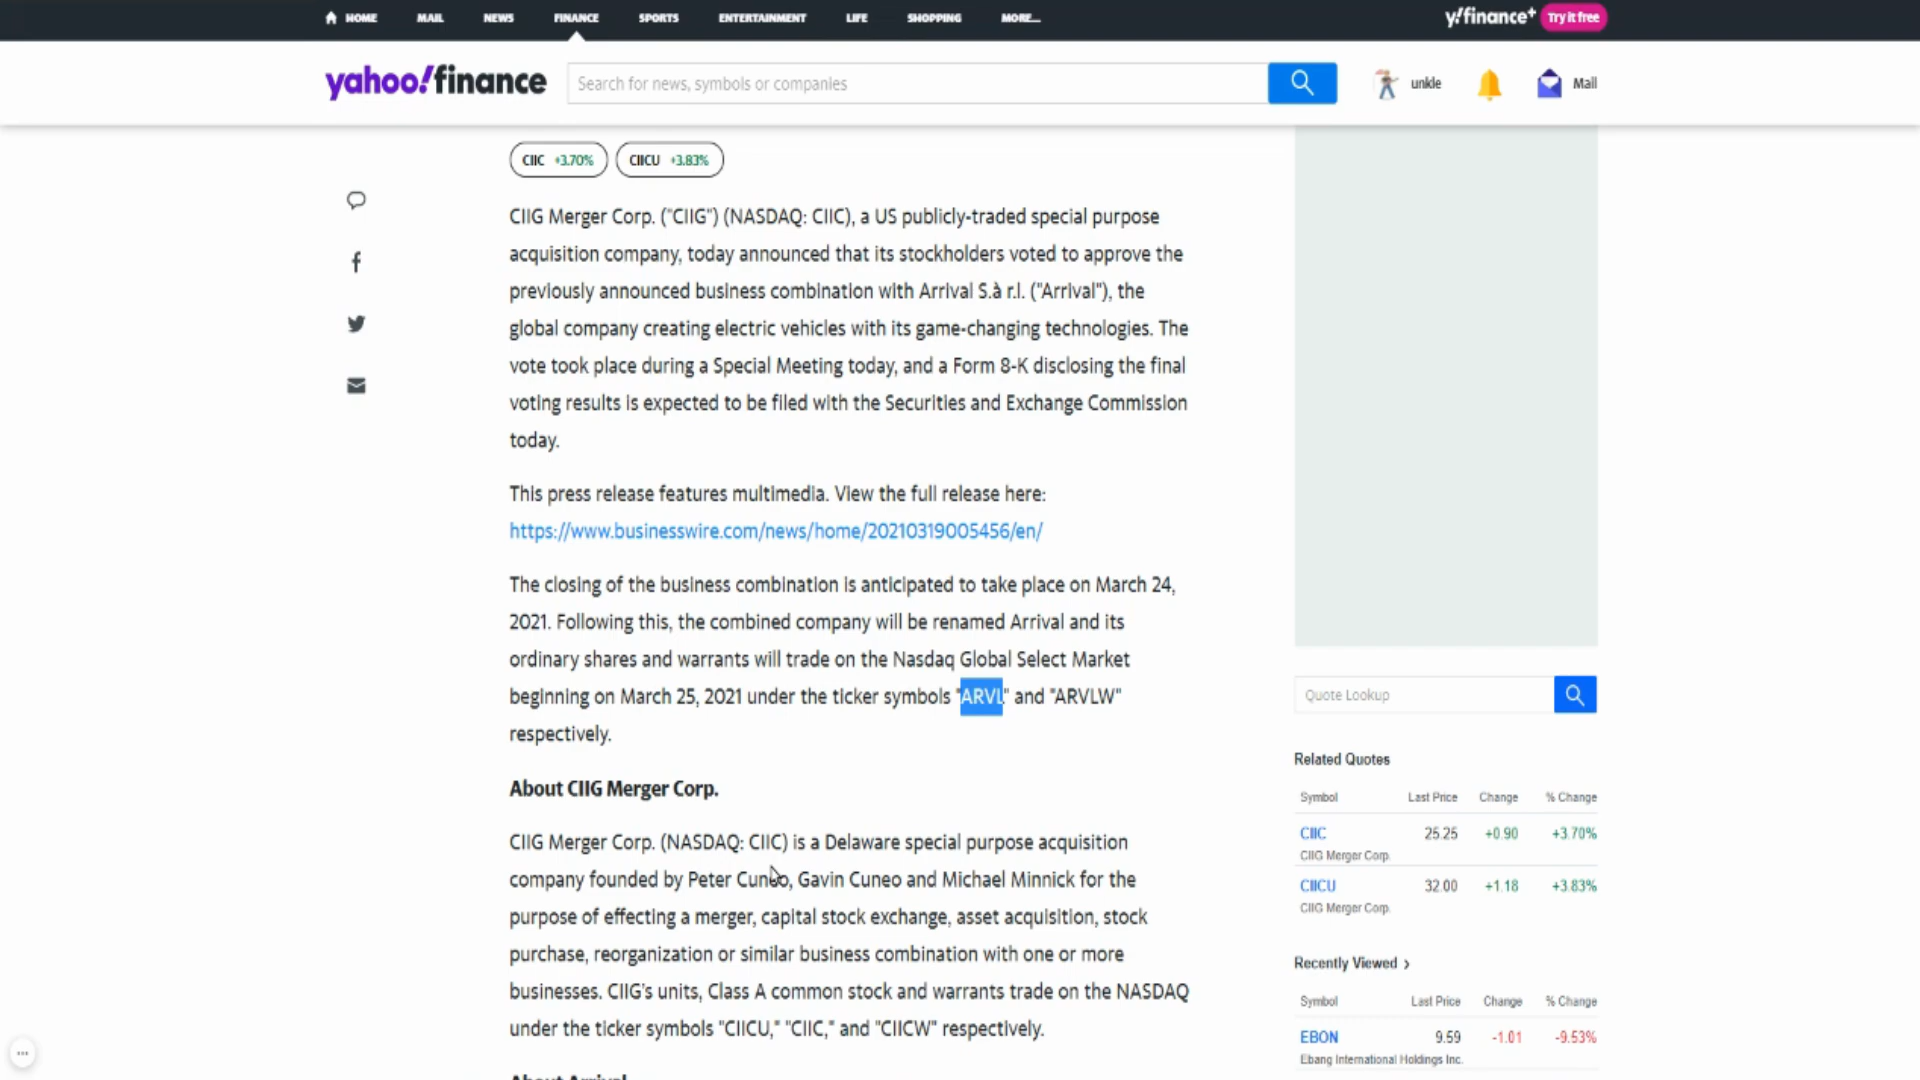 HOME MAIL NEWS FINANCE SPORTS ENTERTAINMENT LIFE SHOPPING MORE...
y!finance+ Try it free
yahoo!finance
Search for news, symbols or companies
unkle
Mail
CIIC +3.70% CIICU +3.83%
CIIG Merger Corp. ("CIIG") (NASDAQ: CIIC), a US publicly-traded special purpose
acquisition company, today announced that its stockholders voted to approve the
previously announced business combination with Arrival S.à r.l. ("Arrival"), the
global company creating electric vehicles with its game-changing technologies. The
vote took place during a Special Meeting today, and a Form 8-K disclosing the final
voting results is expected to be filed with the Securities and Exchange Commission
today.
This press release features multimedia. View the full release here:
https://www.businesswire.com/news/home/20210319005456/en/
The closing of the business combination is anticipated to take place on March 24,
2021. Following this, the combined company will be renamed Arrival and its
ordinary shares and warrants will trade on the Nasdaq Global Select Market
beginning on March 25, 2021 under the ticker symbols "ARVL" and "ARVLW"
respectively.
About CIIG Merger Corp.
CIIG Merger Corp. (NASDAQ: CIIC) is a Delaware special purpose acquisition
company founded by Peter Cuneo, Gavin Cuneo and Michael Minnick for the
purpose of effecting a merger, capital stock exchange, asset acquisition, stock
purchase, reorganization or similar business combination with one or more
businesses. CIIG's units, Class A common stock and warrants trade on the NASDAQ
under the ticker symbols "CIICU," "CIIC," and "CIICW" respectively.
About Arrival
Quote Lookup
Related Quotes
Symbol Last Price Change % Change
CIIC 25.25 +0.90 +3.70%
CIIG Merger Corp.
CIICU 32.00 +1.18 +3.83%
CIIG Merger Corp.
Recently Viewed >
Symbol Last Price Change % Change
EBON 9.59 -1.01 -9.53%
Ebang International Holdings Inc.